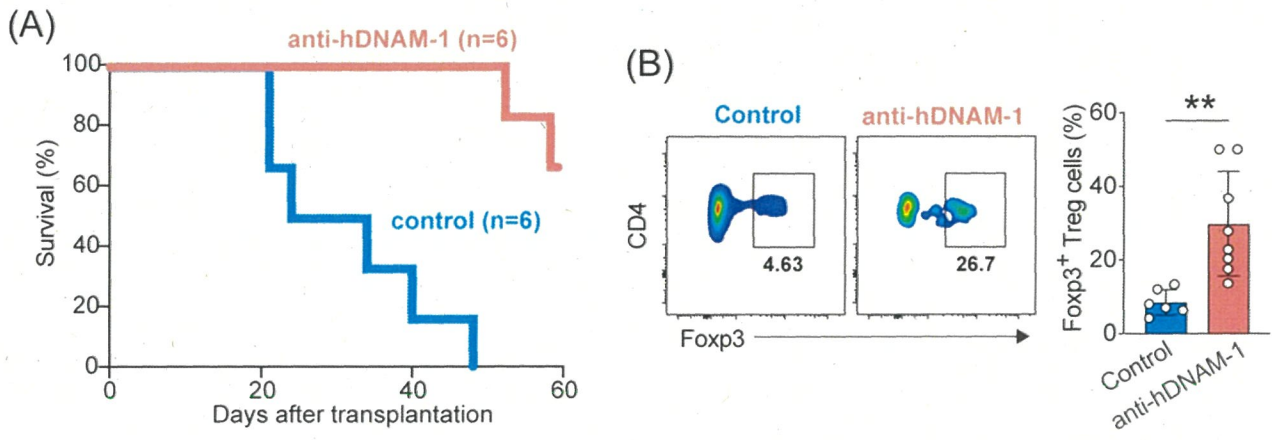 (A)
anti-hDNAM-1 (n=6)
100
80
60
40
20
0
Survival (%)
control (n=6)
0
20
40
60
Days after transplantation
(B)
Control
anti-hDNAM-1
CD4
4.63
26.7
Foxp3
Foxp3+ Treg cells (%)
60
40
20
0
**
Control
anti-hDNAM-1